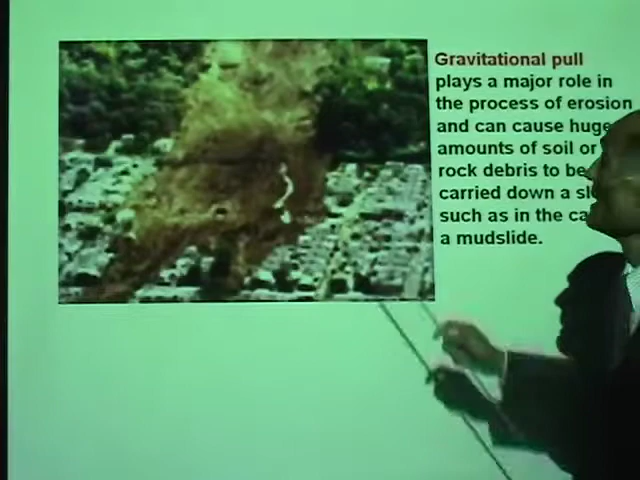 Gravitational pull
plays a major role in
the process of erosion
and can cause huge
amounts of soil or
rock debris to be
carried down a
such as in the
a mudslide.